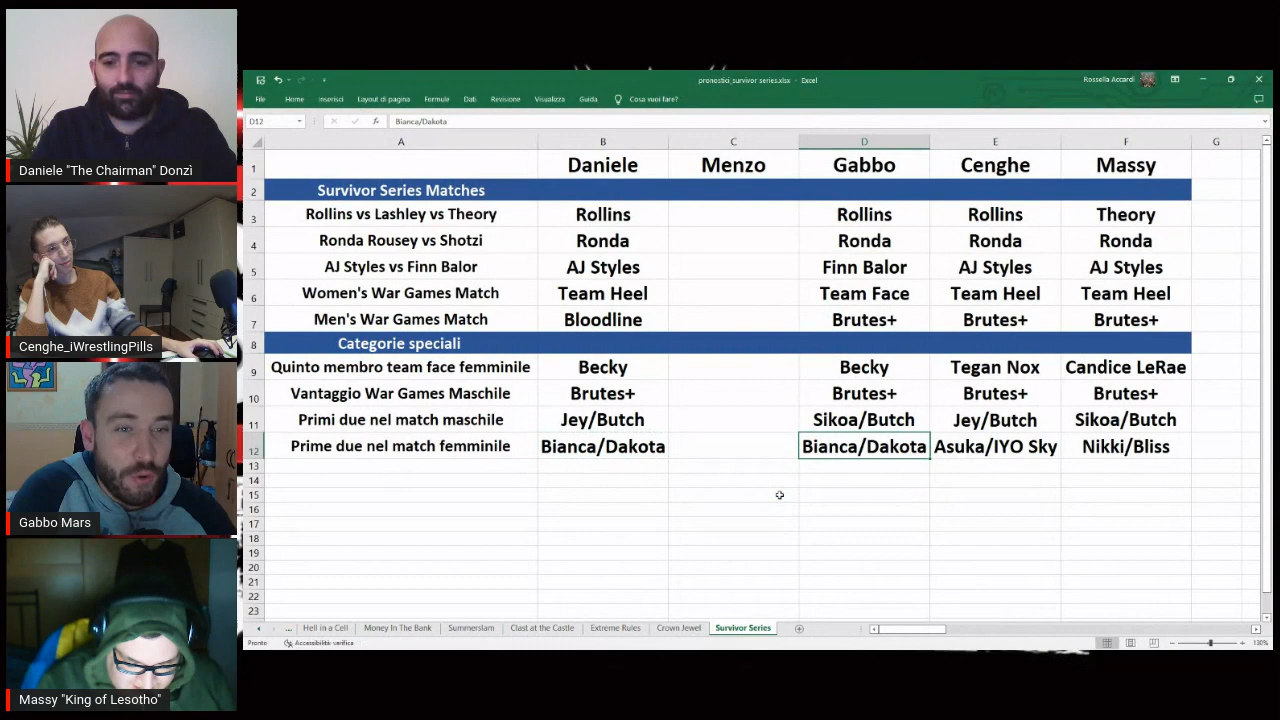 Daniele "The Chairman" Donzì
Cenghe_iWrestlingPills
Gabbo Mars
Massy "King of Lesotho"
pronostici_survivor series.xlsx - Excel
Rossella Accardi
File Home Inserisci Layout di pagina Formule Dati Revisione Visualizza Guida Cosa vuoi fare?
D12 fx Bianca/Dakota
A B C D E F G
1 Daniele Menzo Gabbo Cenghe Massy
2 Survivor Series Matches
3 Rollins vs Lashley vs Theory Rollins Rollins Rollins Theory
4 Ronda Rousey vs Shotzi Ronda Ronda Ronda Ronda
5 AJ Styles vs Finn Balor AJ Styles Finn Balor AJ Styles AJ Styles
6 Women's War Games Match Team Heel Team Face Team Heel Team Heel
7 Men's War Games Match Bloodline Brutes+ Brutes+ Brutes+
8 Categorie speciali
9 Quinto membro team face femminile Becky Becky Tegan Nox Candice LeRae
10 Vantaggio War Games Maschile Brutes+ Brutes+ Brutes+ Brutes+
11 Primi due nel match maschile Jey/Butch Sikoa/Butch Jey/Butch Sikoa/Butch
12 Prime due nel match femminile Bianca/Dakota Bianca/Dakota Asuka/IYO Sky Nikki/Bliss
13
14
15
16
17
18
19
20
21
22
23
... Hell in a Cell Money In The Bank Summerslam Clast at the Castle Extreme Rules Crown Jewel Survivor Series
Pronto Accessibilità: verifica 130%